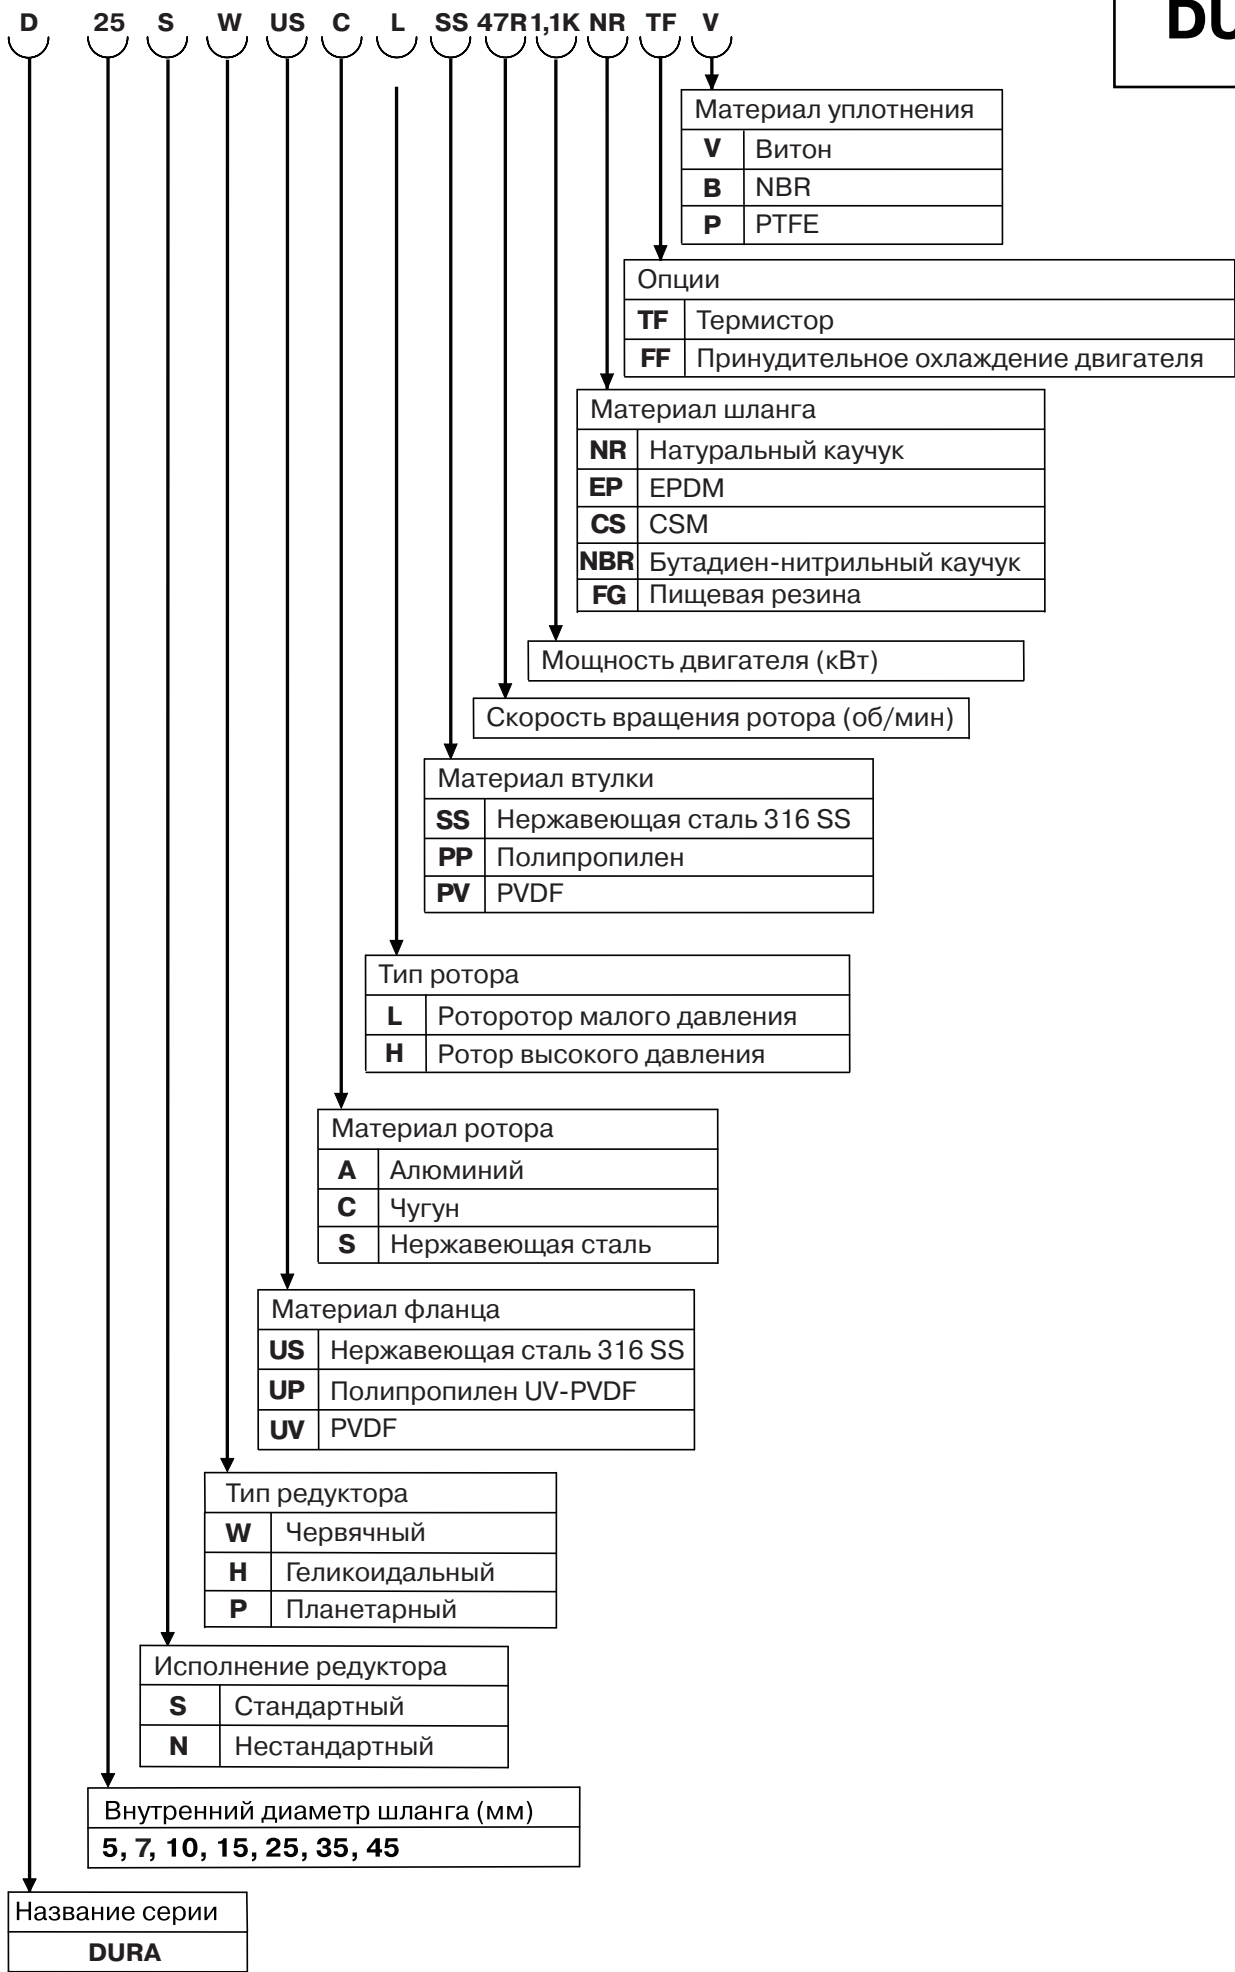 D 25 S W US C L SS 47R 1,1K NR TF V
DU
Материал уплотнения
V Витон
B NBR
P PTFE
Опции
TF Термистор
FF Принудительное охлаждение двигателя
Материал шланга
NR Натуральный каучук
EP EPDM
CS CSM
NBR Бутадиен-нитрильный каучук
FG Пищевая резина
Мощность двигателя (кВт)
Скорость вращения ротора (об/мин)
Материал втулки
SS Нержавеющая сталь 316 SS
PP Полипропилен
PV PVDF
Тип ротора
L Роторотор малого давления
H Ротор высокого давления
Материал ротора
A Алюминий
C Чугун
S Нержавеющая сталь
Материал фланца
US Нержавеющая сталь 316 SS
UP Полипропилен UV-PVDF
UV PVDF
Тип редуктора
W Червячный
H Геликоидальный
P Планетарный
Исполнение редуктора
S Стандартный
N Нестандартный
Внутренний диаметр шланга (мм)
5, 7, 10, 15, 25, 35, 45
Название серии
DURA